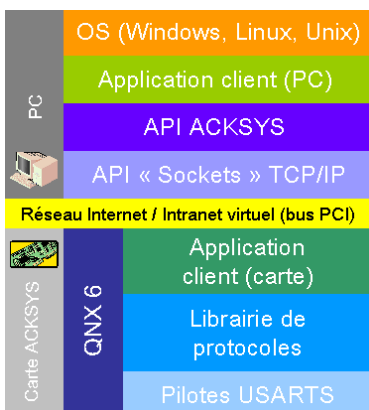 OS (Windows, Linux, Unix)
Application client (PC)
PC
API ACKSYS
API « Sockets » TCP/IP
Réseau Internet / Intranet virtuel (bus PCI)
Carte ACKSYS
QNX 6
Application
client (carte)
Librairie de
protocoles
Pilotes USARTS